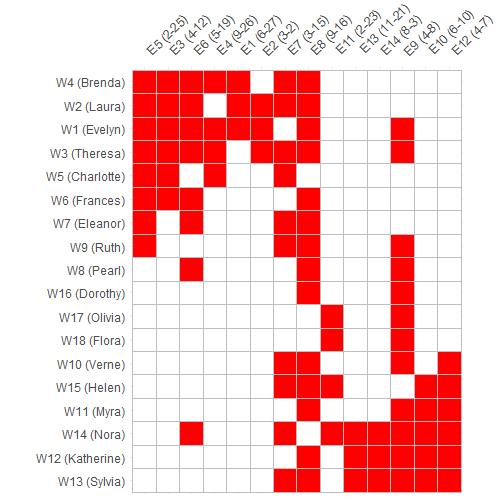 E5 (2-25)
E3 (4-12)
E6 (5-19)
E4 (9-26)
E1 (6-27)
E2 (3-2)
E7 (3-15)
E8 (9-16)
E11 (2-23)
E13 (11-21)
E14 (8-3)
E9 (4-8)
E10 (6-10)
E12 (4-7)
W4 (Brenda)
W2 (Laura)
W1 (Evelyn)
W3 (Theresa)
W5 (Charlotte)
W6 (Frances)
W7 (Eleanor)
W9 (Ruth)
W8 (Pearl)
W16 (Dorothy)
W17 (Olivia)
W18 (Flora)
W10 (Verne)
W15 (Helen)
W11 (Myra)
W14 (Nora)
W12 (Katherine)
W13 (Sylvia)